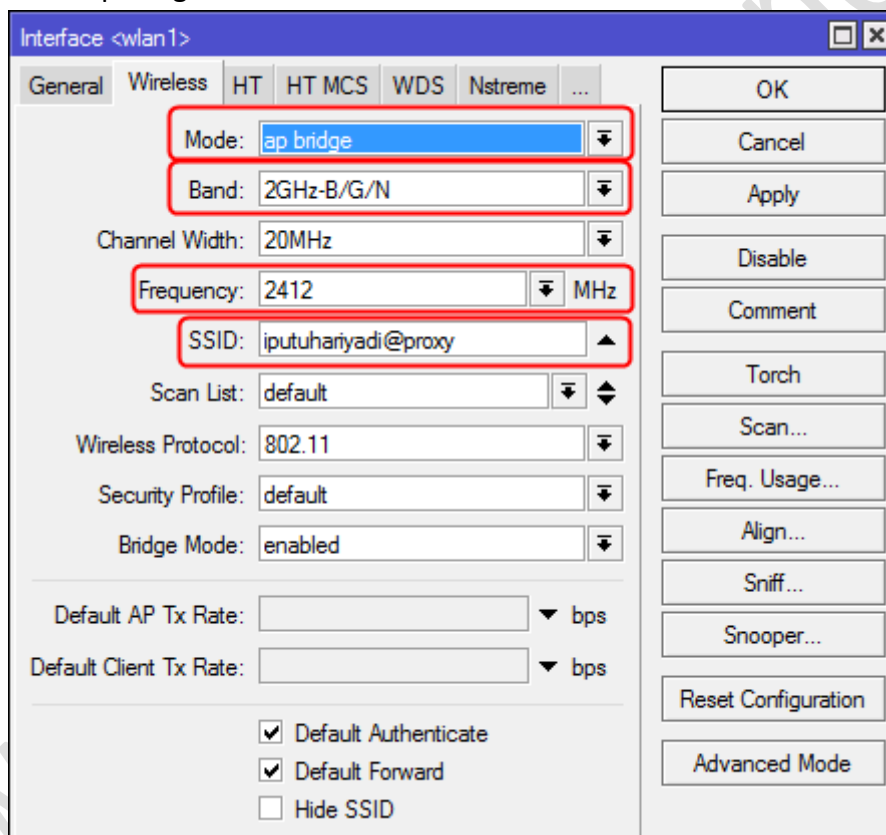 Interface <wlan1>
General Wireless HT HT MCS WDS Nstreme ...
Mode: ap bridge
Band: 2GHz-B/G/N
Channel Width: 20MHz
Frequency: 2412 MHz
SSID: iputuhariyadi@proxy
Scan List: default
Wireless Protocol: 802.11
Security Profile: default
Bridge Mode: enabled
Default AP Tx Rate: bps
Default Client Tx Rate: bps
Default Authenticate
Default Forward
Hide SSID
OK
Cancel
Apply
Disable
Comment
Torch
Scan...
Freq. Usage...
Align...
Sniff...
Snooper...
Reset Configuration
Advanced Mode